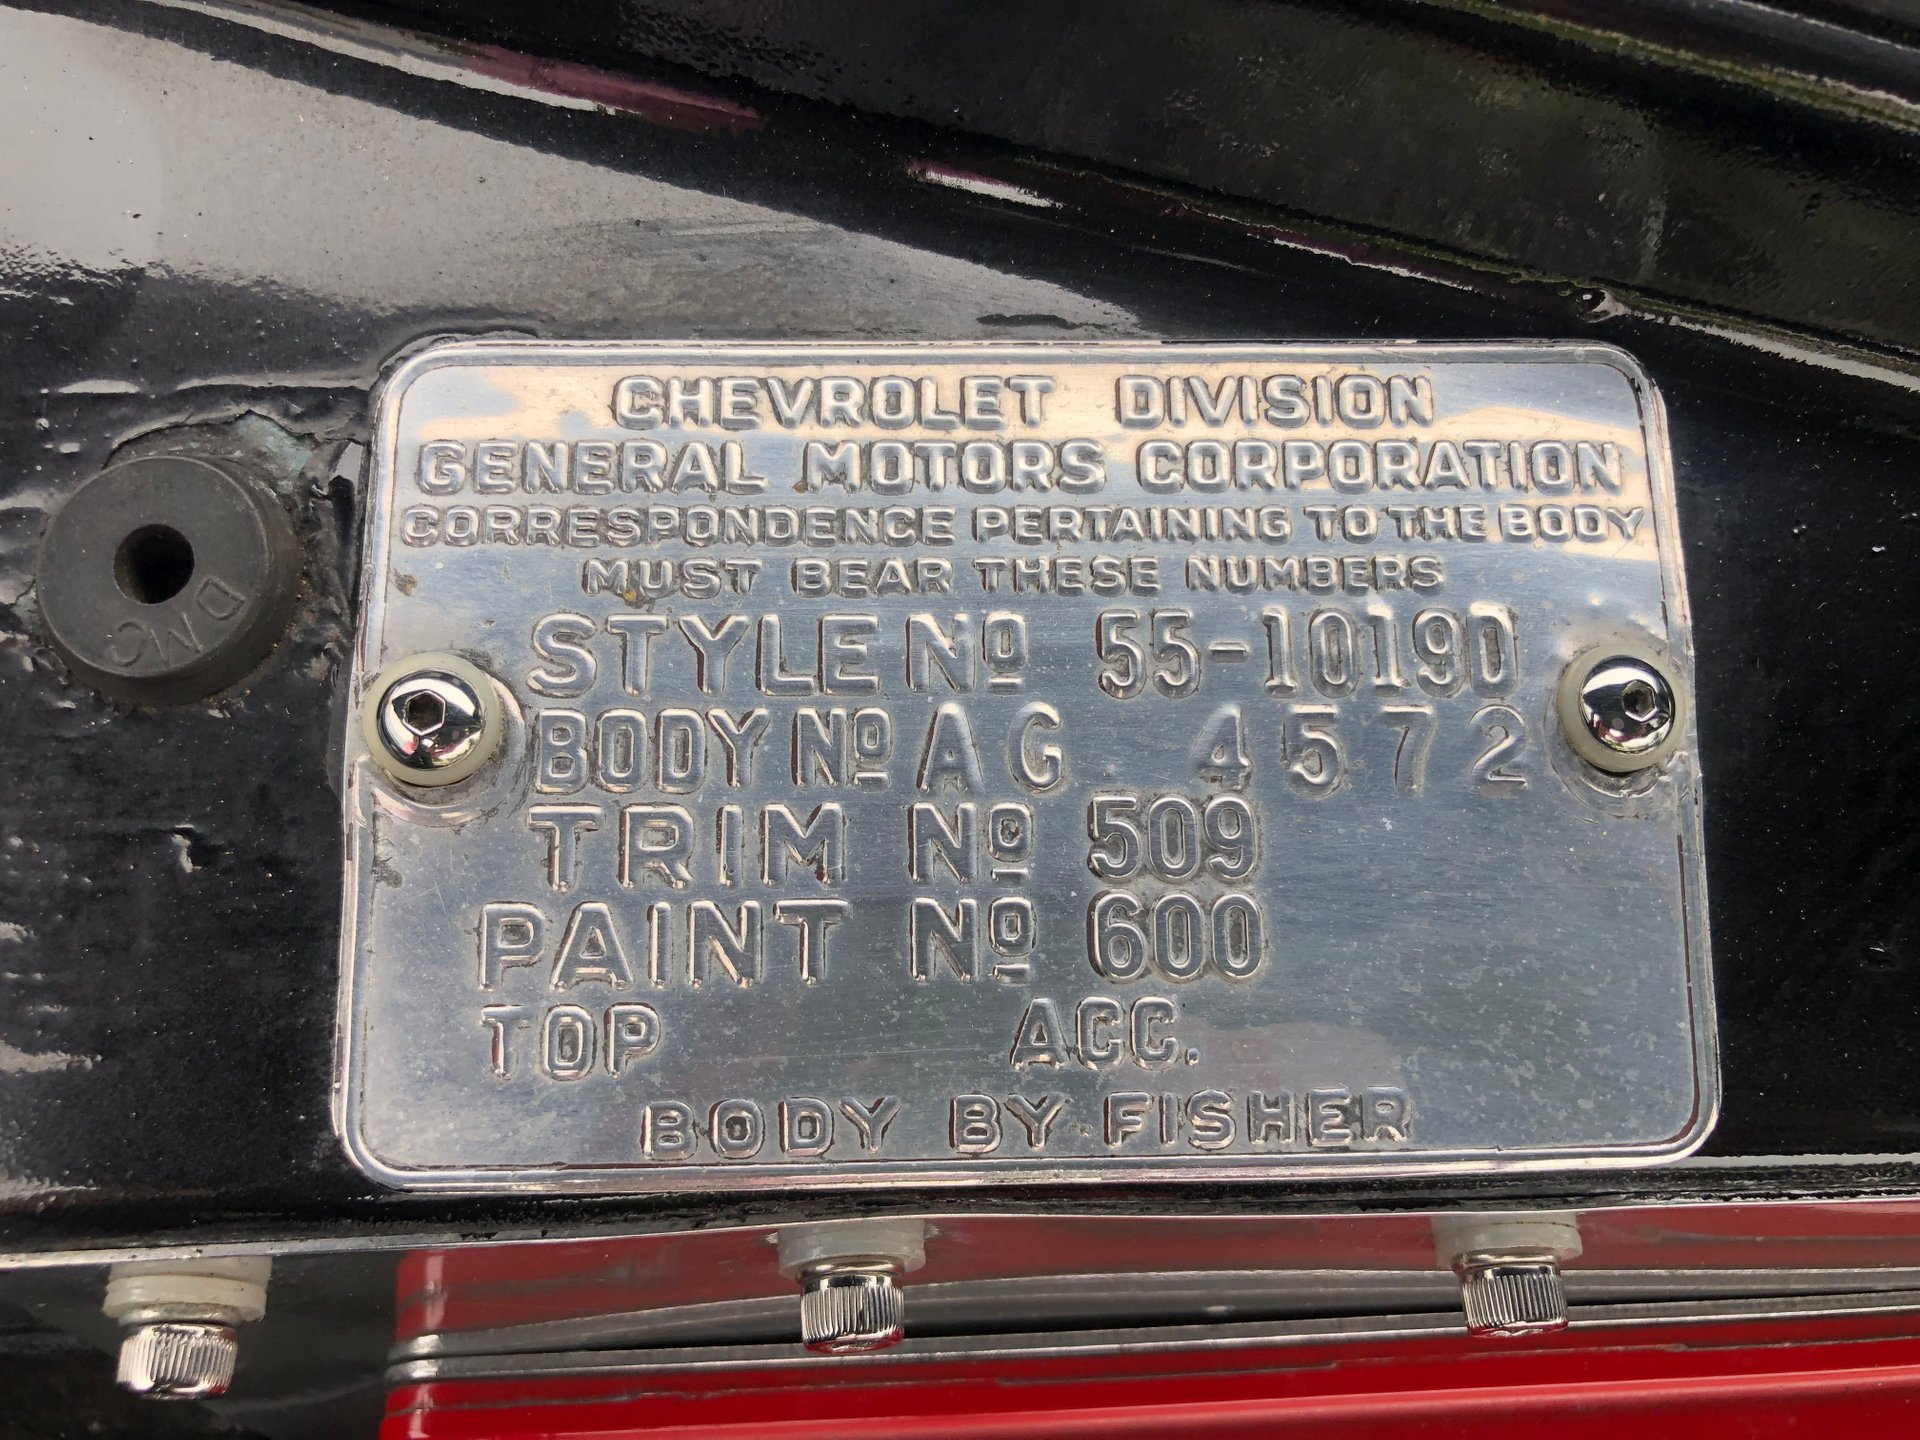 DMC
CHEVROLET DIVISION
GENERAL MOTORS CORPORATION
CORRESPONDENCE PERTAINING TO THE BODY
MUST BEAR THESE NUMBERS
STYLE No 55-1019D
BODY No A G 4572
TRIM No 509
PAINT No 600
TOP ACC.
BODY BY FISHER